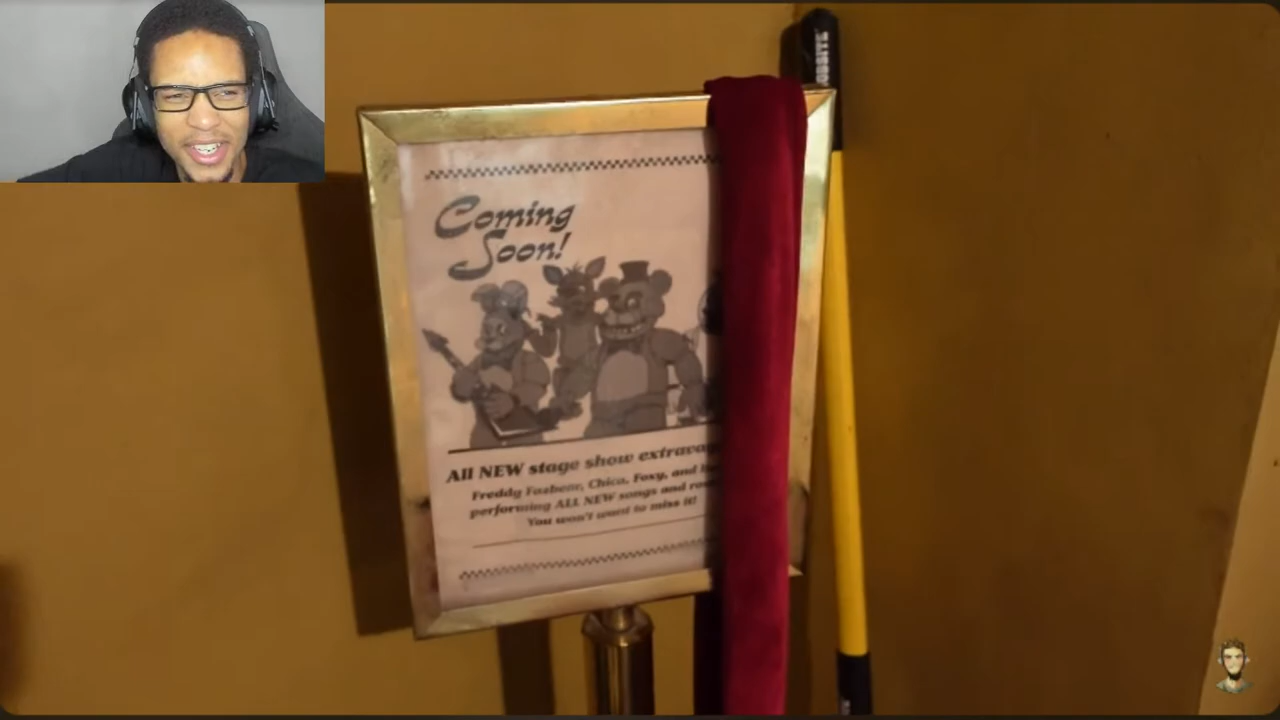 Coming
Soon!
All NEW stage show
Freddy Fazbear, Chica, Foxy, and
performing ALL NEW songs and
You won't want to miss it!